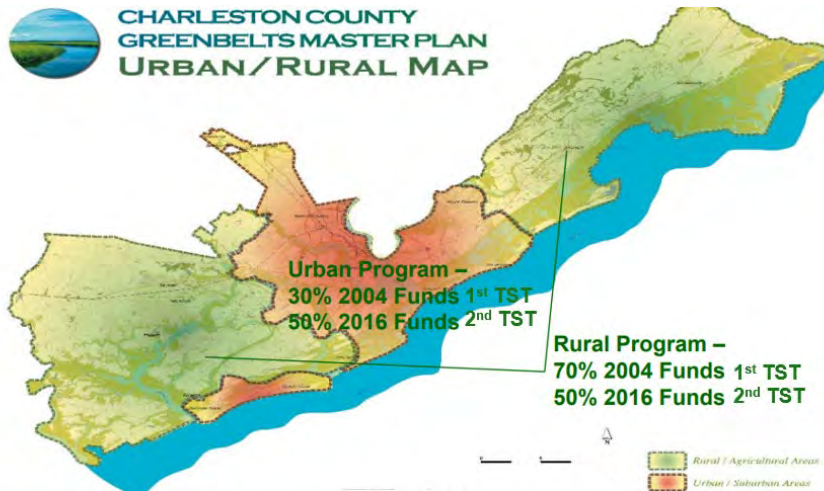 CHARLESTON COUNTY
GREENBELTS MASTER PLAN
URBAN/RURAL MAP
Urban Program –
30% 2004 Funds 1st TST
50% 2016 Funds 2nd TST
Rural Program –
70% 2004 Funds 1st TST
50% 2016 Funds 2nd TST
N
Rural / Agricultural Areas
Urban / Suburban Areas